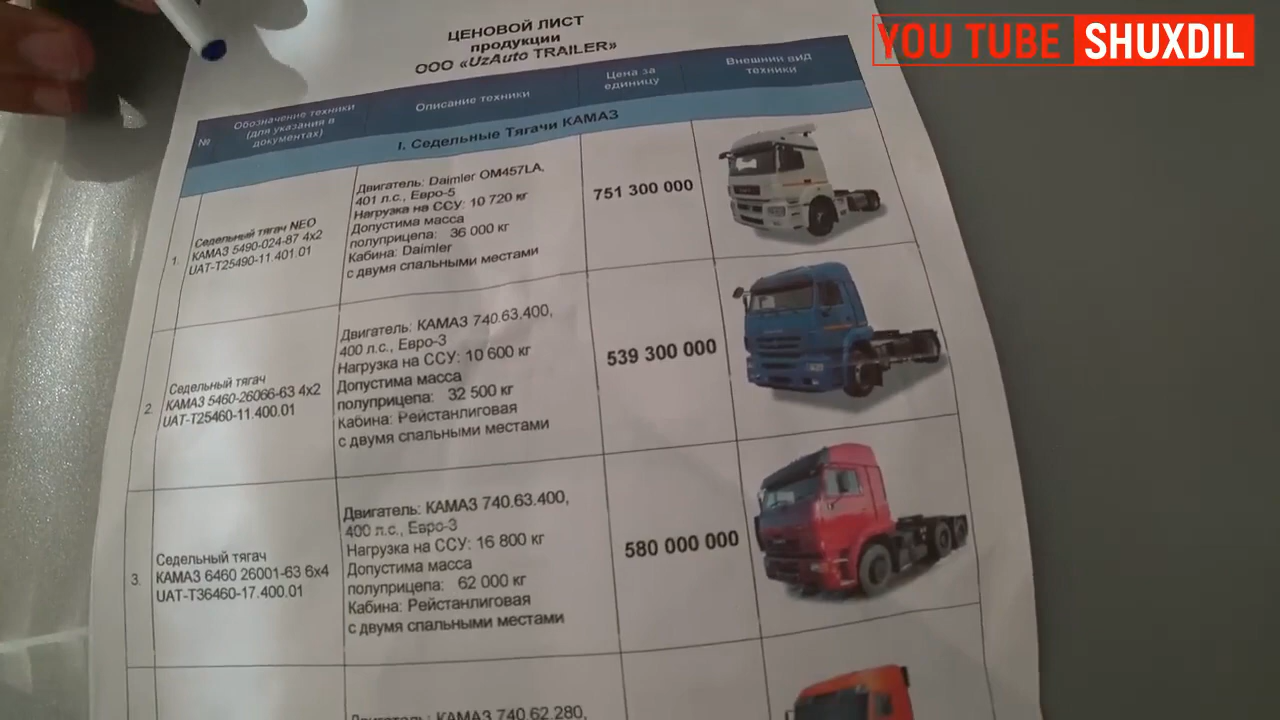 YOU TUBE SHUXDIL
ЦЕНОВОЙ ЛИСТ
продукции
ООО «UzAuto TRAILER»
№
Обозначение техники
(для указания в
документах)
Описание техники
Цена за
единицу
Внешний вид
техники
I. Седельные Тягачи КАМАЗ
1.
Седельный тягач NEO
КАМАЗ 5490-024-87 4x2
UAT-T25490-11.401.01
Двигатель: Daimler OM457LA,
401 л.с., Евро-5
Нагрузка на ССУ: 10 720 кг
Допустима масса
полуприцепа: 36 000 кг
Кабина: Daimler
с двумя спальными местами
751 300 000
2.
Седельный тягач
КАМАЗ 5460-26066-63 4x2
UAT-T25460-11.400.01
Двигатель: КАМАЗ 740.63.400,
400 л.с., Евро-3
Нагрузка на ССУ: 10 600 кг
Допустима масса
полуприцепа: 32 500 кг
Кабина: Рейстанлиговая
с двумя спальными местами
539 300 000
3.
Седельный тягач
КАМАЗ 6460 26001-63 6x4
UAT-T36460-17.400.01
Двигатель: КАМАЗ 740.63.400,
400 л.с., Евро-3
Нагрузка на ССУ: 16 800 кг
Допустима масса
полуприцепа: 62 000 кг
Кабина: Рейстанлиговая
с двумя спальными местами
580 000 000
Двигатель: КАМАЗ 740.62.280,